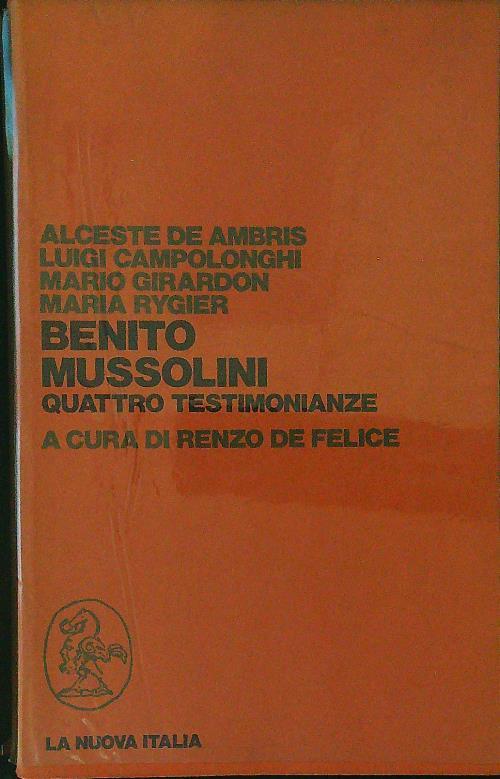 ALCESTE DE AMBRIS
LUIGI CAMPOLONGHI
MARIO GIRARDON
MARIA RYGIER
BENITO
MUSSOLINI
QUATTRO TESTIMONIANZE
A CURA DI RENZO DE FELICE
LA NUOVA ITALIA